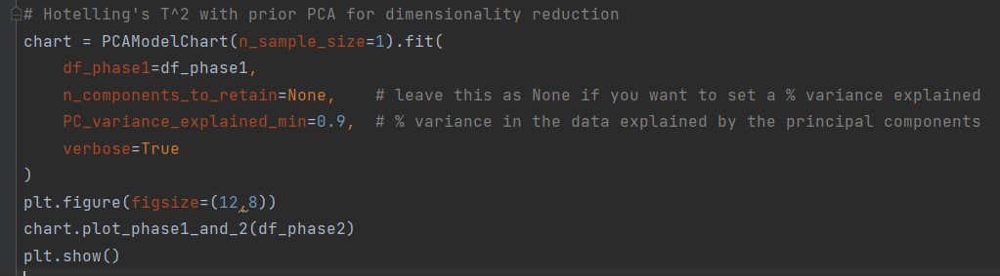 # Hotelling's T^2 with prior PCA for dimensionality reduction
chart = PCAModelChart(n_sample_size=1).fit(
    df_phase1=df_phase1,
    n_components_to_retain=None,    # leave this as None if you want to set a % variance explained
    PC_variance_explained_min=0.9,  # % variance in the data explained by the principal components
    verbose=True
)
plt.figure(figsize=(12,8))
chart.plot_phase1_and_2(df_phase2)
plt.show()